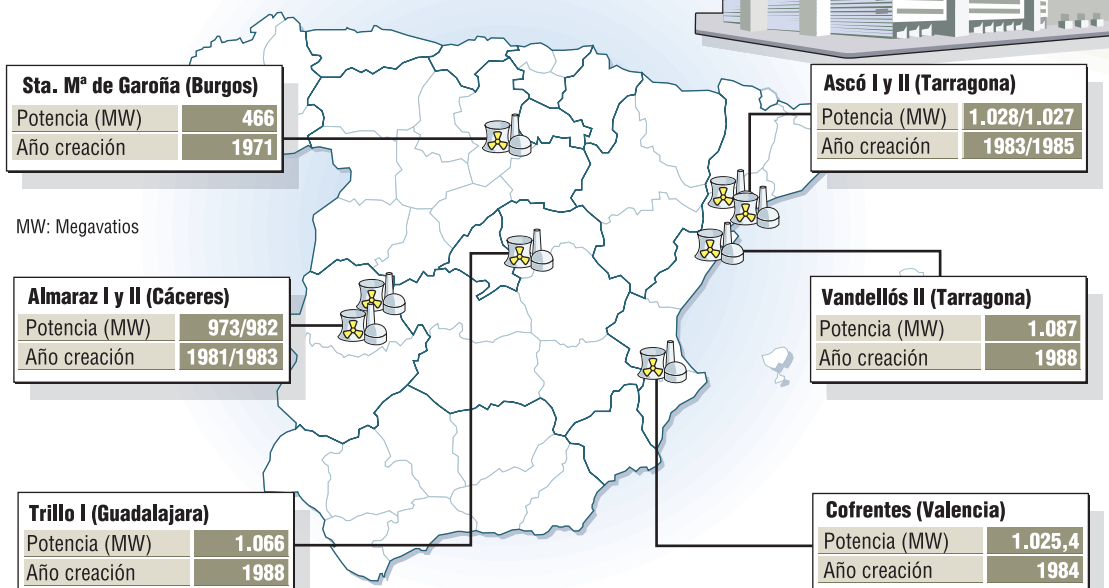 Sta. Mª de Garoña (Burgos)
Potencia (MW) 466
Año creación 1971
MW: Megavatios
Almaraz I y II (Cáceres)
Potencia (MW) 973/982
Año creación 1981/1983
Trillo I (Guadalajara)
Potencia (MW) 1.066
Año creación 1988
Ascó I y II (Tarragona)
Potencia (MW) 1.028/1.027
Año creación 1983/1985
Vandellós II (Tarragona)
Potencia (MW) 1.087
Año creación 1988
Cofrentes (Valencia)
Potencia (MW) 1.025,4
Año creación 1984